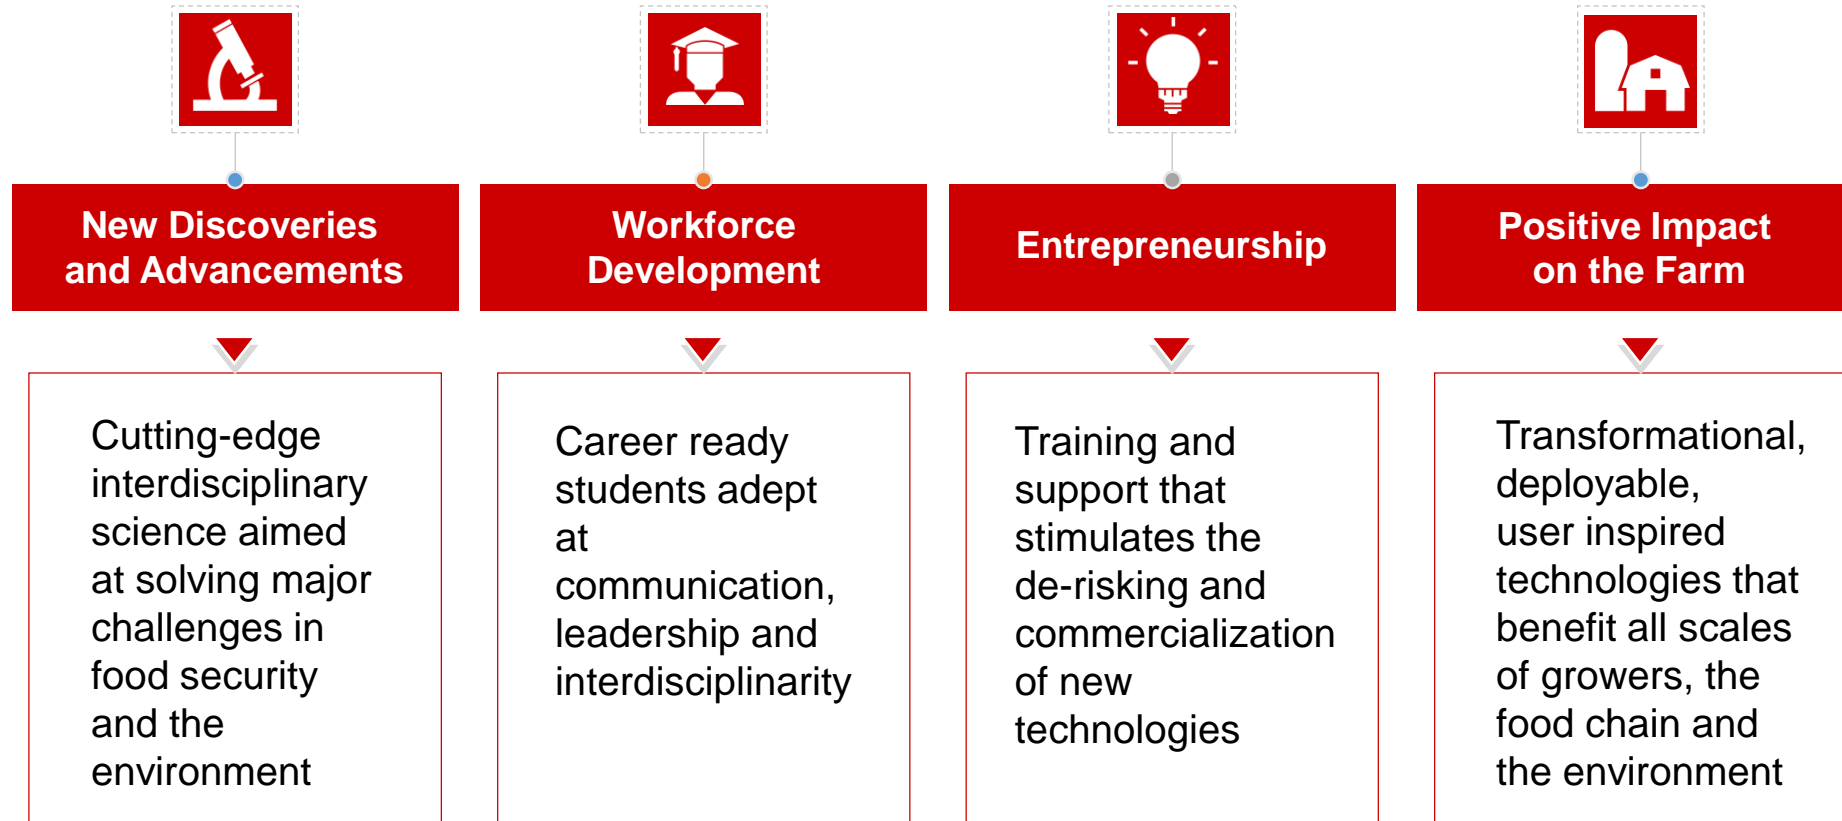 New Discoveries
and Advancements
Workforce
Development
Entrepreneurship
Positive Impact
on the Farm
Cutting-edge
interdisciplinary
science aimed
at solving major
challenges in
food security
and the
environment
Career ready
students adept
at
communication,
leadership and
interdisciplinarity
Training and
support that
stimulates the
de-risking and
commercialization
of new
technologies
Transformational,
deployable,
user inspired
technologies that
benefit all scales
of growers, the
food chain and
the environment